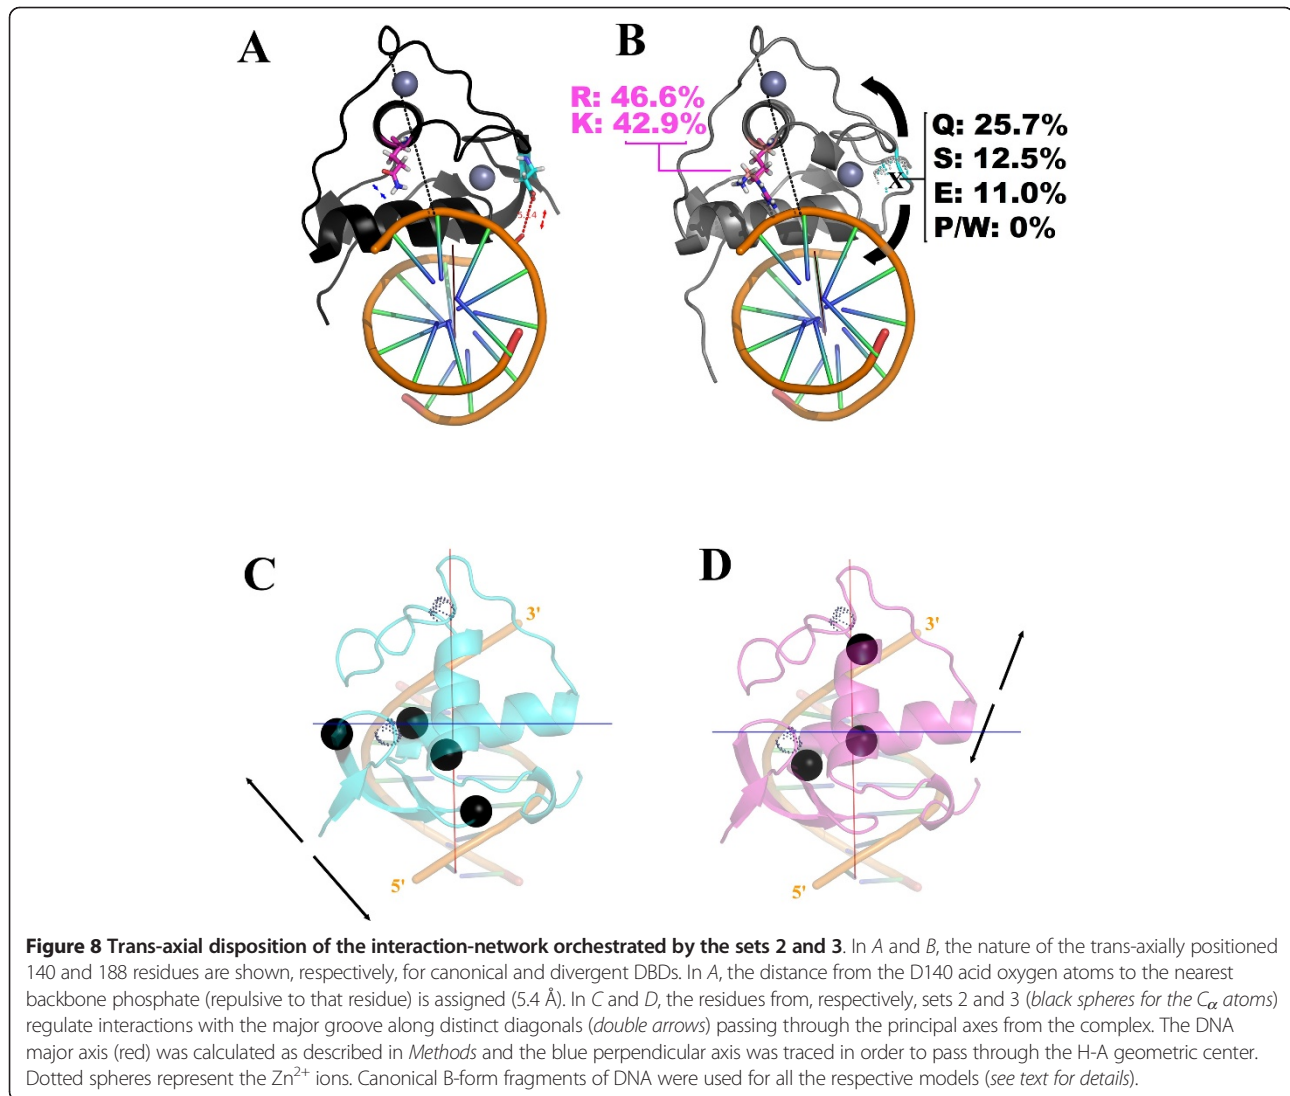 A
B
R: 46.6%
K: 42.9%
Q: 25.7%
S: 12.5%
E: 11.0%
P/W: 0%
X
C
D
3'
3'
5'
5'
Figure 8 Trans-axial disposition of the interaction-network orchestrated by the sets 2 and 3. In A and B, the nature of the trans-axially positioned
140 and 188 residues are shown, respectively, for canonical and divergent DBDs. In A, the distance from the D140 acid oxygen atoms to the nearest
backbone phosphate (repulsive to that residue) is assigned (5.4 Å). In C and D, the residues from, respectively, sets 2 and 3 (black spheres for the Cα atoms)
regulate interactions with the major groove along distinct diagonals (double arrows) passing through the principal axes from the complex. The DNA
major axis (red) was calculated as described in Methods and the blue perpendicular axis was traced in order to pass through the H-A geometric center.
Dotted spheres represent the Zn2+ ions. Canonical B-form fragments of DNA were used for all the respective models (see text for details).